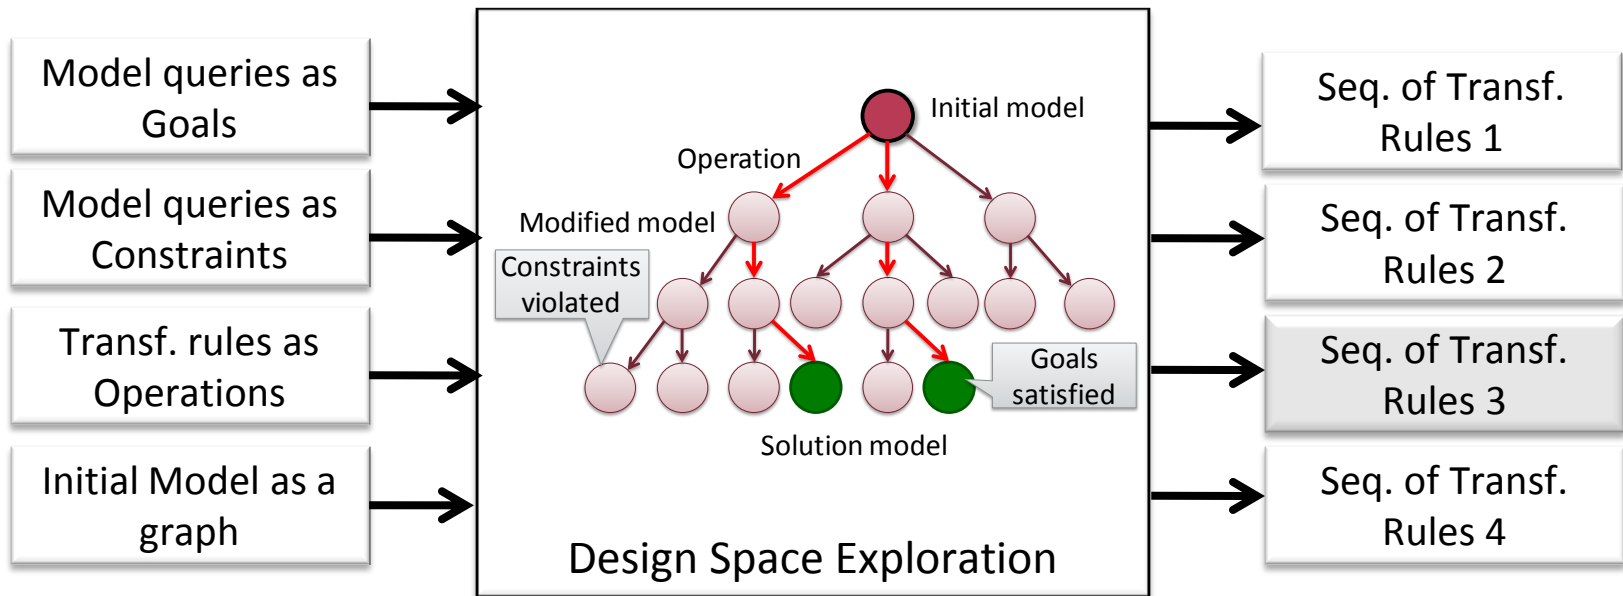 Model queries as
Goals
Model queries as
Constraints
Transf. rules as
Operations
Initial Model as a
graph
Initial model
Operation
Modified model
Constraints
violated
Goals
satisfied
Solution model
Design Space Exploration
Seq. of Transf.
Rules 1
Seq. of Transf.
Rules 2
Seq. of Transf.
Rules 3
Seq. of Transf.
Rules 4